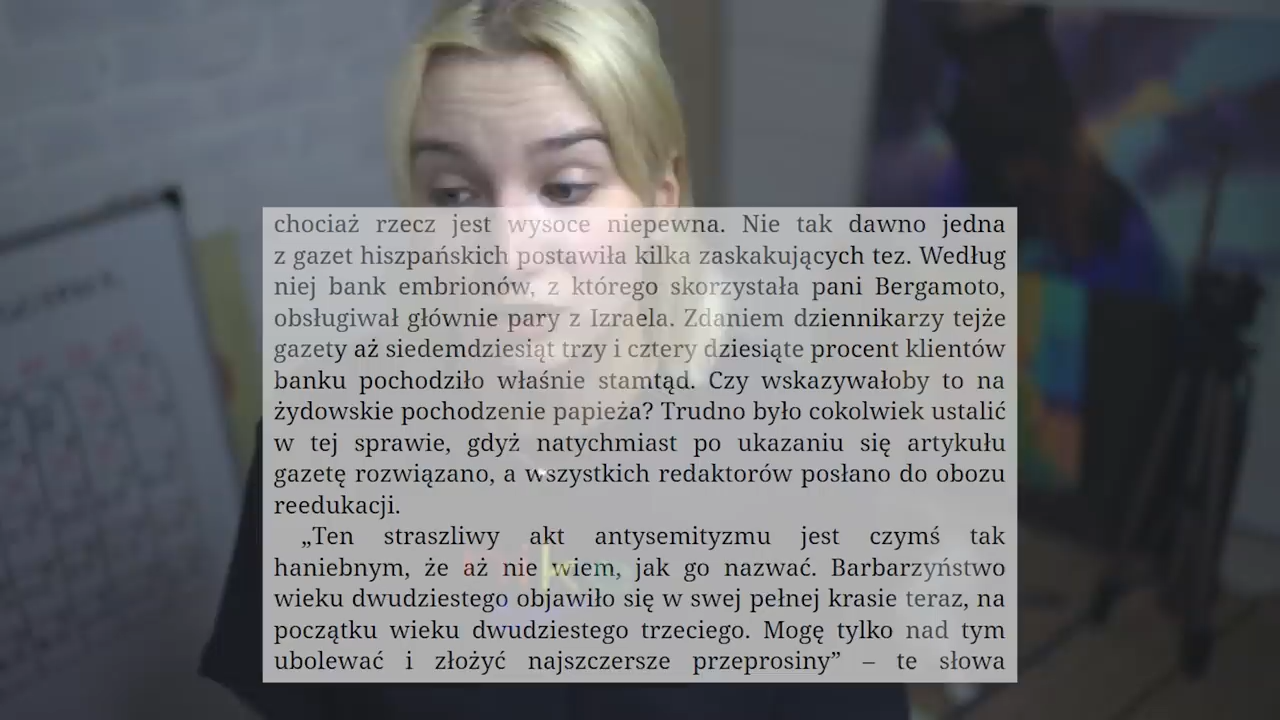 chociaż rzecz jest wysoce niepewna. Nie tak dawno jedna
z gazet hiszpańskich postawiła kilka zaskakujących tez. Według
niej bank embrionów, z którego skorzystała pani Bergamoto,
obsługiwał głównie pary z Izraela. Zdaniem dziennikarzy tejże
gazety aż siedemdziesiąt trzy i cztery dziesiąte procent klientów
banku pochodziło właśnie stamtąd. Czy wskazywałoby to na
żydowskie pochodzenie papieża? Trudno było cokolwiek ustalić
w tej sprawie, gdyż natychmiast po ukazaniu się artykułu
gazetę rozwiązano, a wszystkich redaktorów posłano do obozu
reedukacji.
„Ten straszliwy akt antysemityzmu jest czymś tak
haniebnym, że aż nie wiem, jak go nazwać. Barbarzyństwo
wieku dwudziestego objawiło się w swej pełnej krasie teraz, na
początku wieku dwudziestego trzeciego. Mogę tylko nad tym
ubolewać i złożyć najszczersze przeprosiny” – te słowa